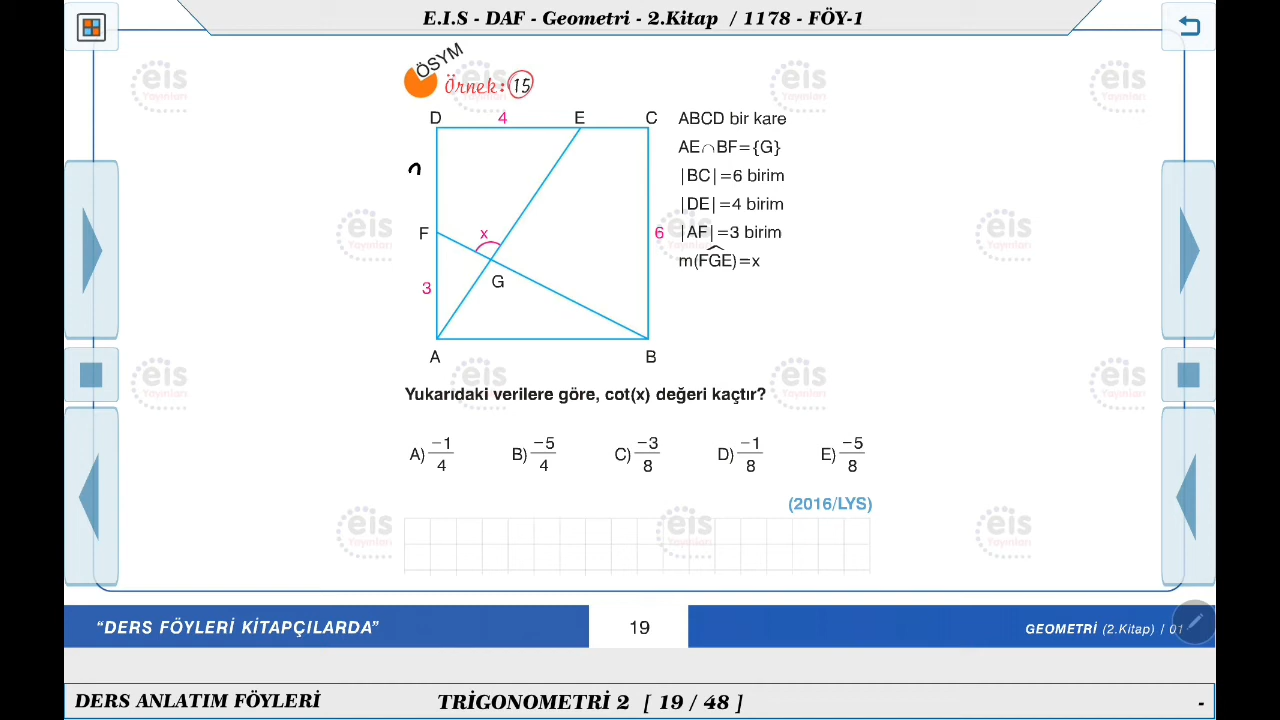 E.I.S - DAF - Geometri - 2.Kitap / 1178 - FÖY-1
ÖSYM
Örnek: 15
D 4 E C
F x 6
G
3
A B
ABCD bir kare
AE∩BF={G}
|BC|=6 birim
|DE|=4 birim
|AF|=3 birim
m(FGE)=x
Yukarıdaki verilere göre, cot(x) değeri kaçtır?
A) −1/4 B) −5/4 C) −3/8 D) −1/8 E) −5/8
(2016/LYS)
eis Yayınları
"DERS FÖYLERİ KİTAPÇILARDA"
19
GEOMETRİ (2.Kitap) / 01
DERS ANLATIM FÖYLERİ
TRİGONOMETRİ 2 [ 19 / 48 ]
-